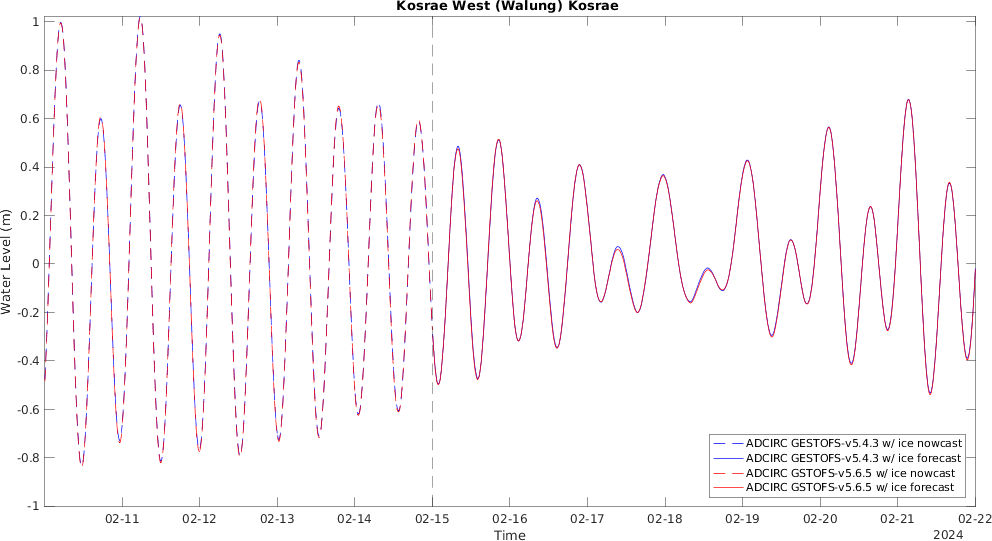 Kosrae West (Walung) Kosrae
1
0.8
0.6
0.4
0.2
0
-0.2
-0.4
-0.6
-0.8
-1
Water Level (m)
ADCIRC GESTOFS-v5.4.3 w/ ice nowcast
ADCIRC GESTOFS-v5.4.3 w/ ice forecast
ADCIRC GSTOFS-v5.6.5 w/ ice nowcast
ADCIRC GSTOFS-v5.6.5 w/ ice forecast
02-11 02-12 02-13 02-14 02-15 02-16 02-17 02-18 02-19 02-20 02-21 02-22
Time
2024